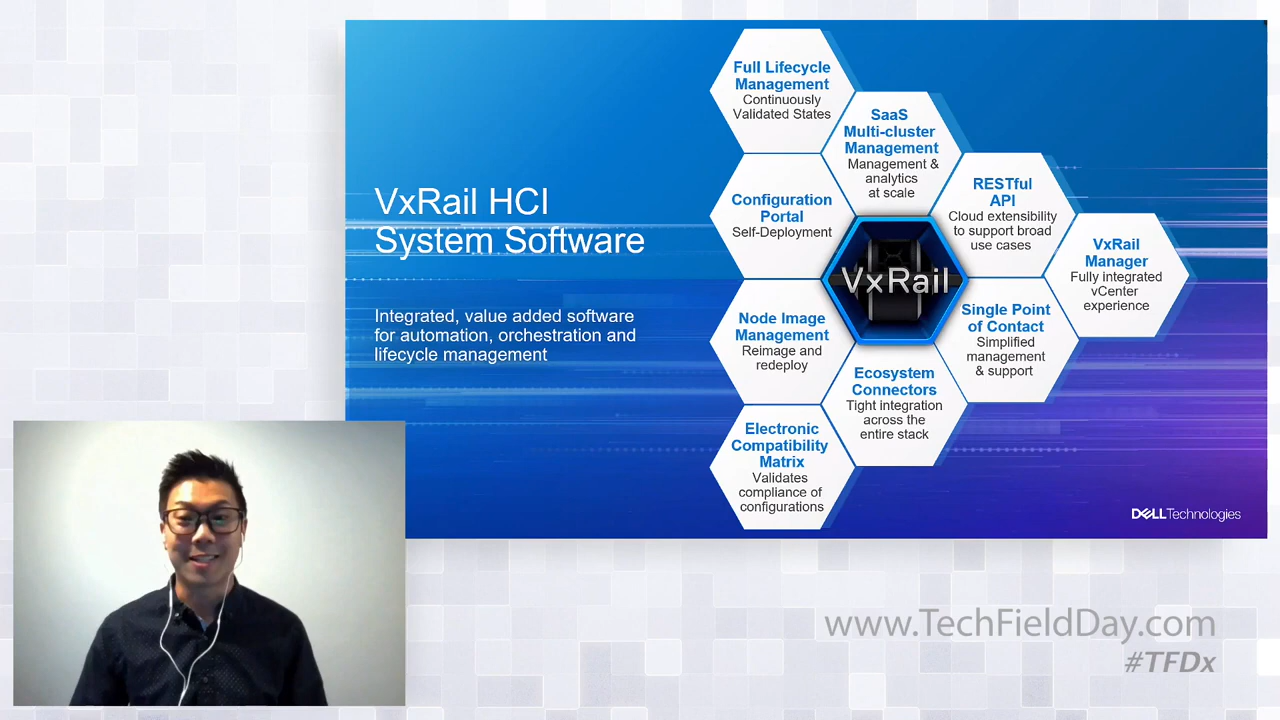 VxRail HCI
System Software
Integrated, value added software
for automation, orchestration and
lifecycle management
Full Lifecycle
Management
Continuously
Validated States
SaaS
Multi-cluster
Management
Management &
analytics
at scale
RESTful
API
Cloud extensibility
to support broad
use cases
VxRail
Manager
Fully integrated
vCenter
experience
Configuration
Portal
Self-Deployment
VxRail
Single Point
of Contact
Simplified
management
& support
Node Image
Management
Reimage and
redeploy
Ecosystem
Connectors
Tight integration
across the
entire stack
Electronic
Compatibility
Matrix
Validates
compliance of
configurations
DELL Technologies
www.TechFieldDay.com
#TFDx